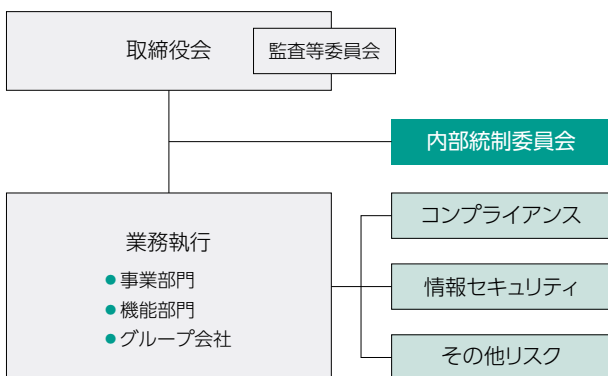 取締役会
監査等委員会
内部統制委員会
業務執行
●事業部門
●機能部門
●グループ会社
コンプライアンス
情報セキュリティ
その他リスク